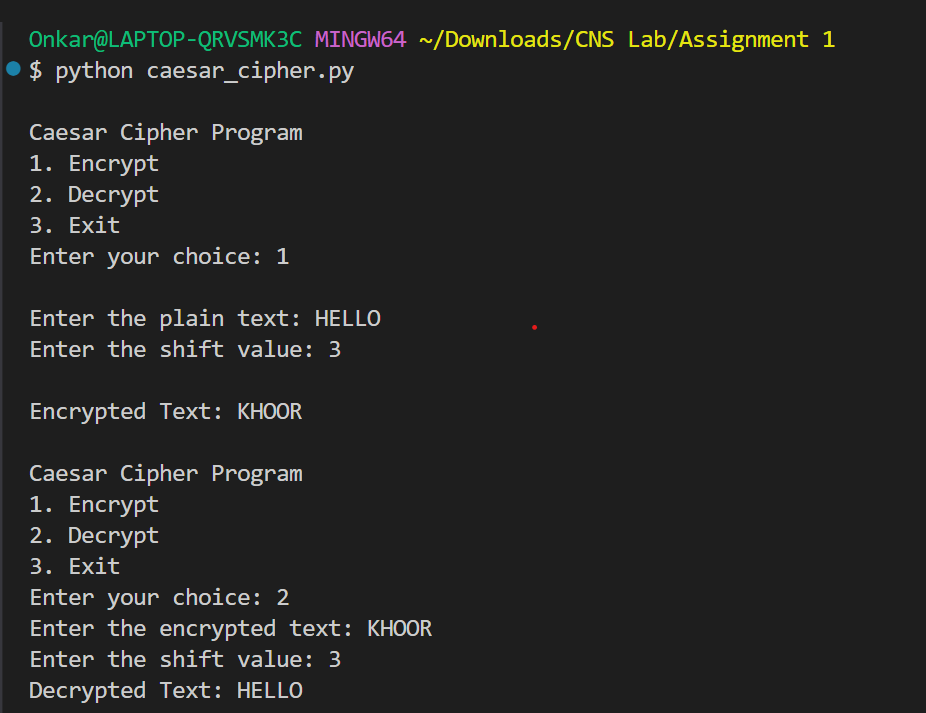 Onkar@LAPTOP-QRVSMK3C MINGW64 ~/Downloads/CNS Lab/Assignment 1
$ python caesar_cipher.py
Caesar Cipher Program
1. Encrypt
2. Decrypt
3. Exit
Enter your choice: 1
Enter the plain text: HELLO
Enter the shift value: 3
Encrypted Text: KHOOR
Caesar Cipher Program
1. Encrypt
2. Decrypt
3. Exit
Enter your choice: 2
Enter the encrypted text: KHOOR
Enter the shift value: 3
Decrypted Text: HELLO